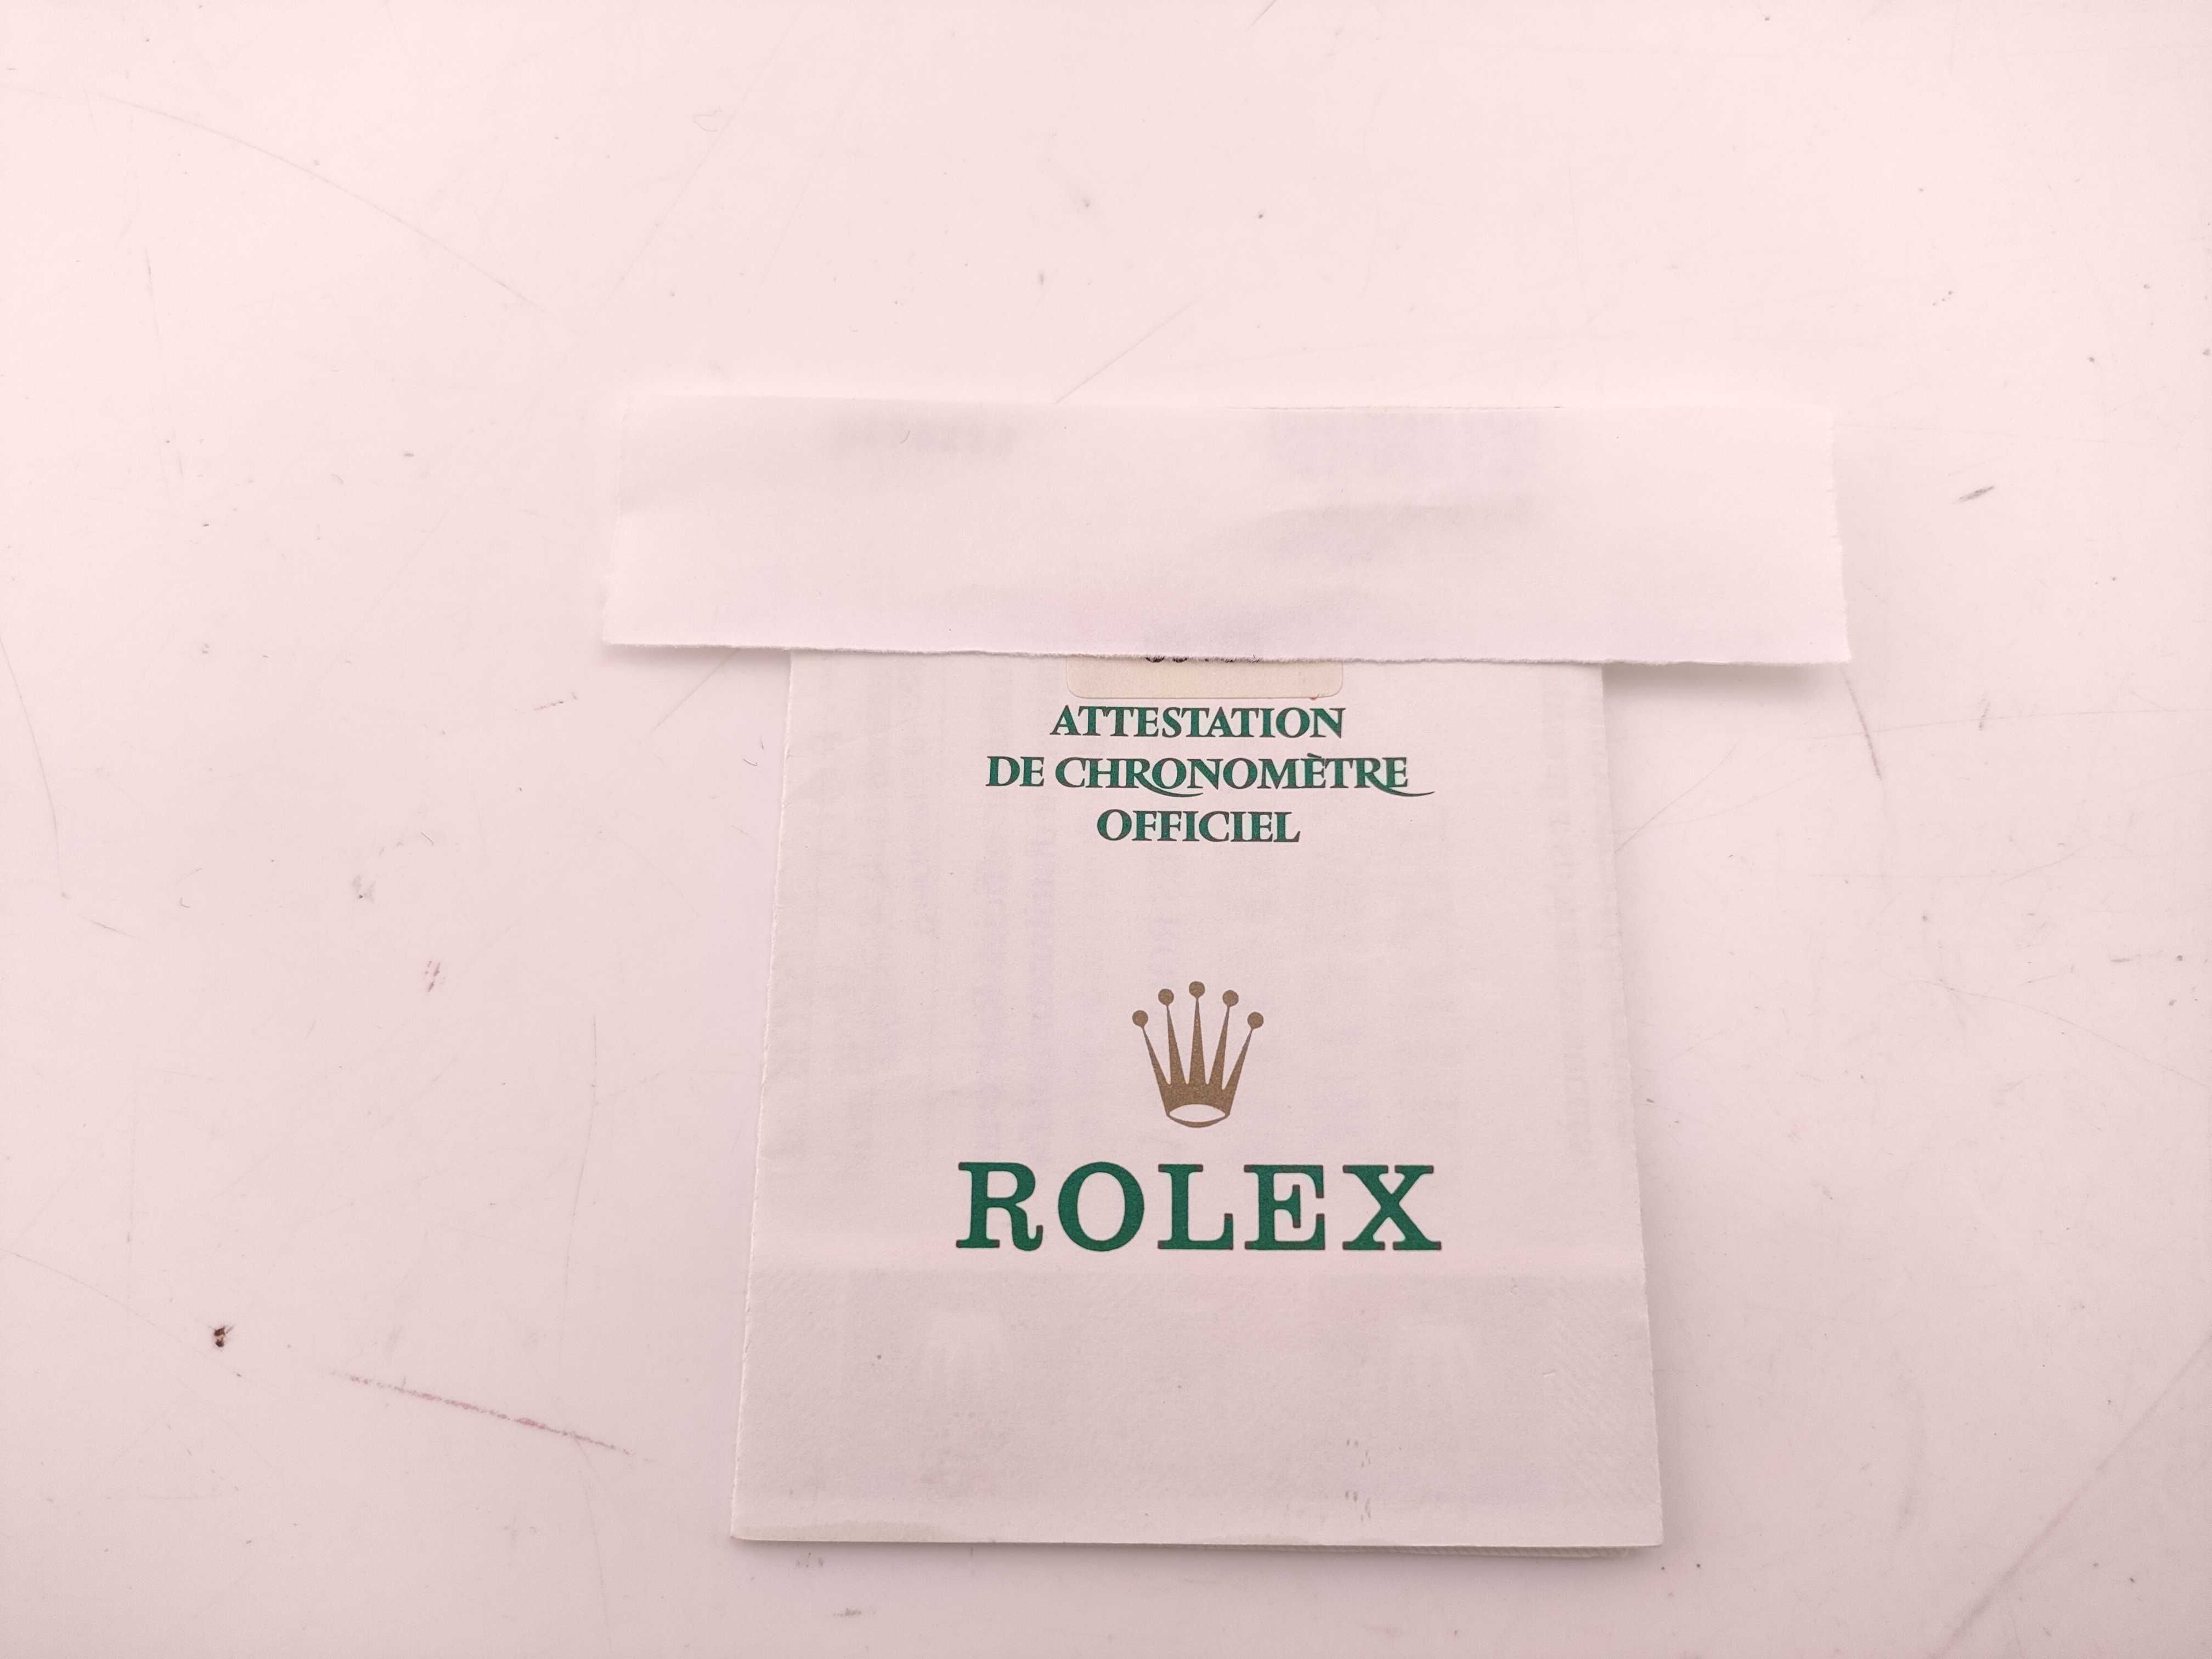 ATTESTATION
DE CHRONOMÈTRE
OFFICIEL
ROLEX